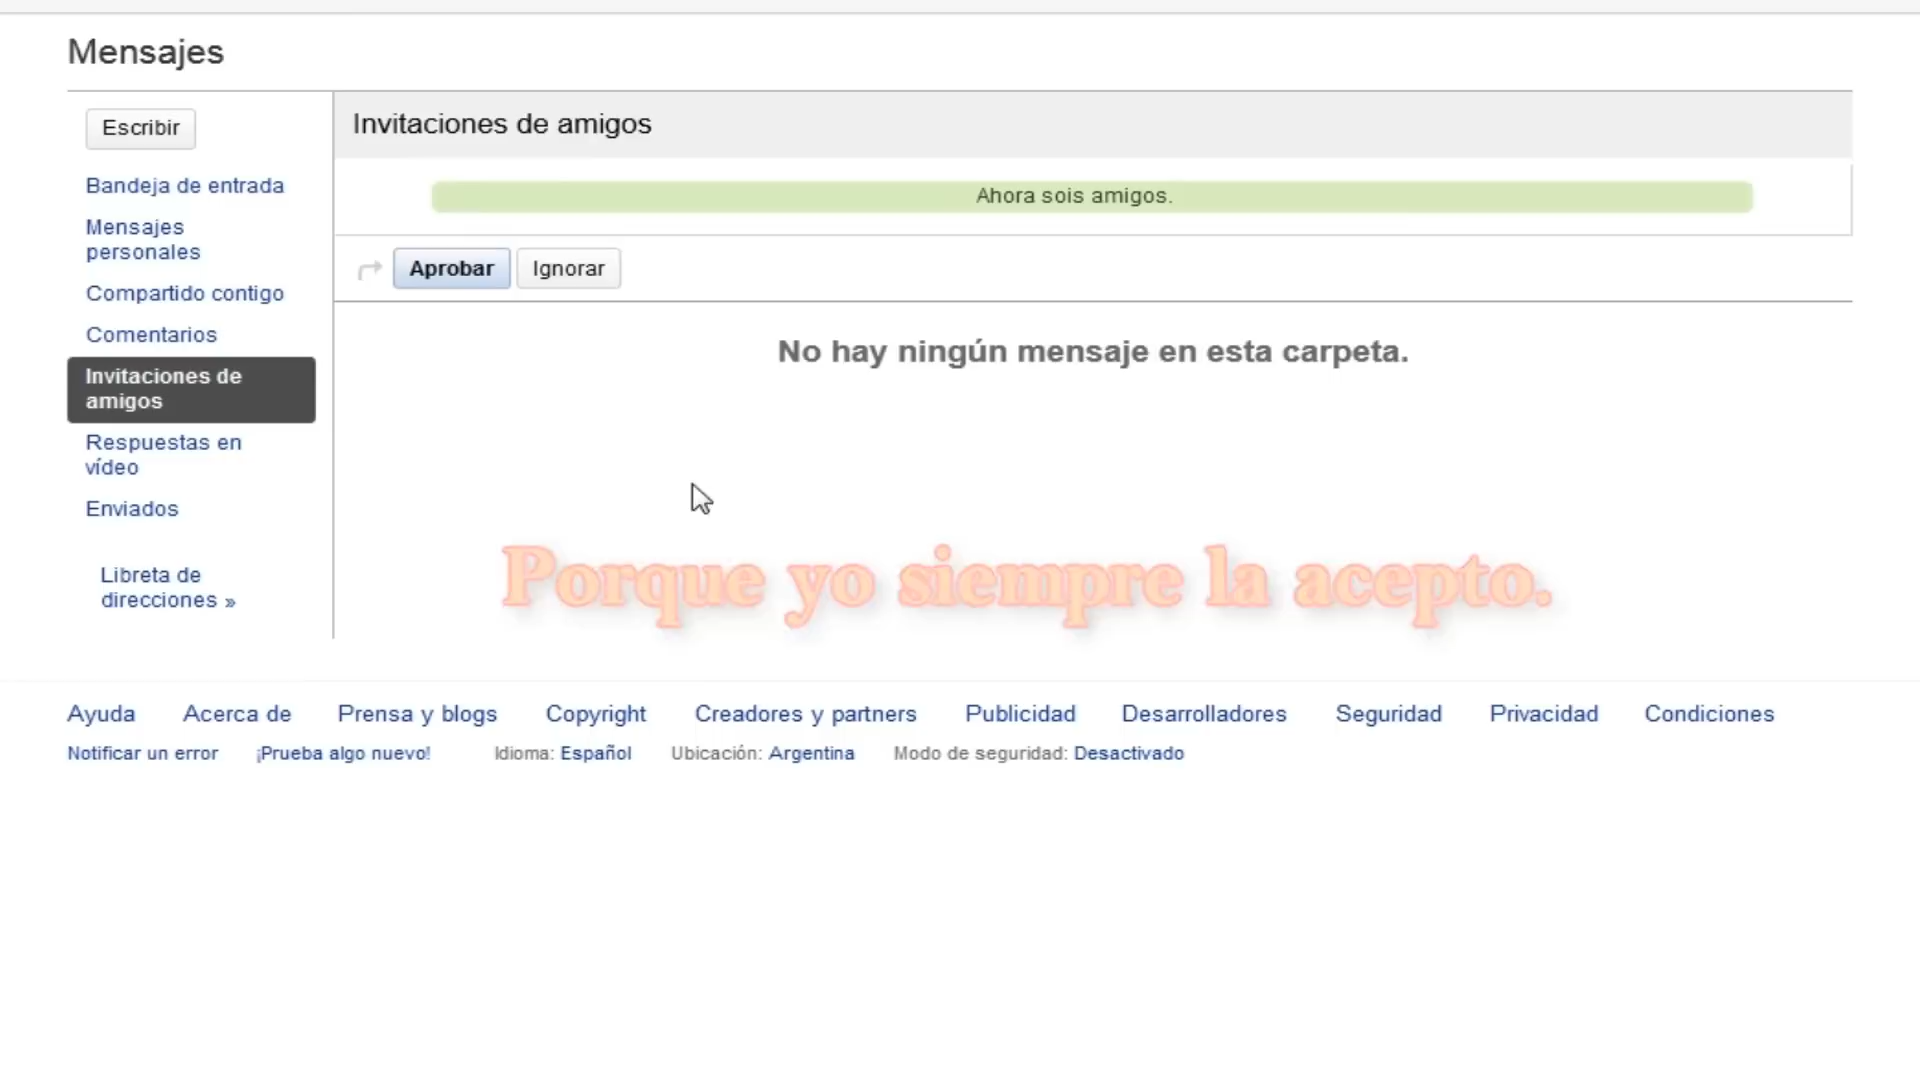 Mensajes
Escribir
Bandeja de entrada
Mensajes
personales
Compartido contigo
Comentarios
Invitaciones de
amigos
Respuestas en
vídeo
Enviados
Libreta de
direcciones »
Invitaciones de amigos
Ahora sois amigos.
Aprobar Ignorar
No hay ningún mensaje en esta carpeta.
Porque yo siempre la acepto.
Ayuda Acerca de Prensa y blogs Copyright Creadores y partners Publicidad Desarrolladores Seguridad Privacidad Condiciones
Notificar un error ¡Prueba algo nuevo! Idioma: Español Ubicación: Argentina Modo de seguridad: Desactivado